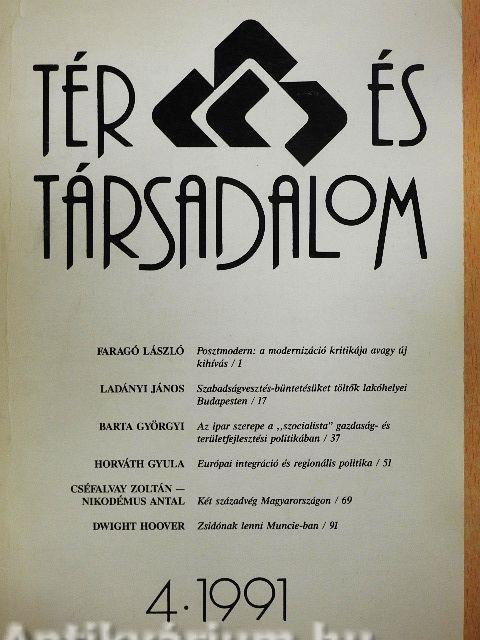 TÉR ÉS
TÁRSADALOM
FARAGÓ LÁSZLÓ Posztmodern: a modernizáció kritikája avagy új
kihívás / 1
LADÁNYI JÁNOS Szabadságvesztés-büntetésüket töltők lakóhelyei
Budapesten / 17
BARTA GYÖRGYI Az ipar szerepe a ,,szocialista" gazdaság- és
területfejlesztési politikában / 37
HORVÁTH GYULA Európai integráció és regionális politika / 51
CSÉFALVAY ZOLTÁN —
NIKODÉMUS ANTAL Két századvég Magyarországon / 69
DWIGHT HOOVER Zsidónak lenni Muncie-ban / 91
4·1991
Antikvárium.hu